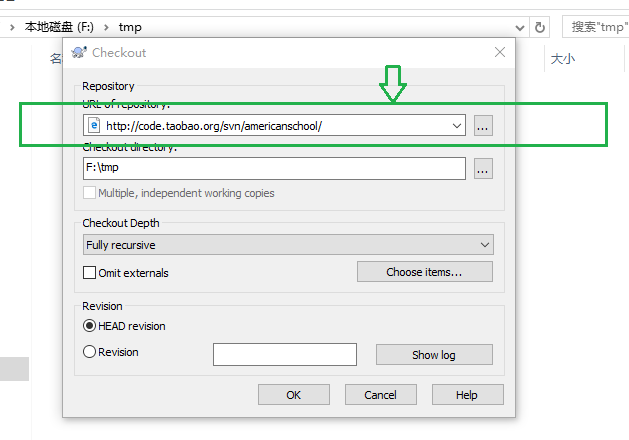 本地磁盘 (F:) > tmp
搜索"tmp"
名
大小
Checkout
Repository
URL of repository:
http://code.taobao.org/svn/americanschool/
...
Checkout directory:
F:\tmp
...
Multiple, independent working copies
Checkout Depth
Fully recursive
Omit externals
Choose items...
Revision
HEAD revision
Revision
Show log
OK
Cancel
Help